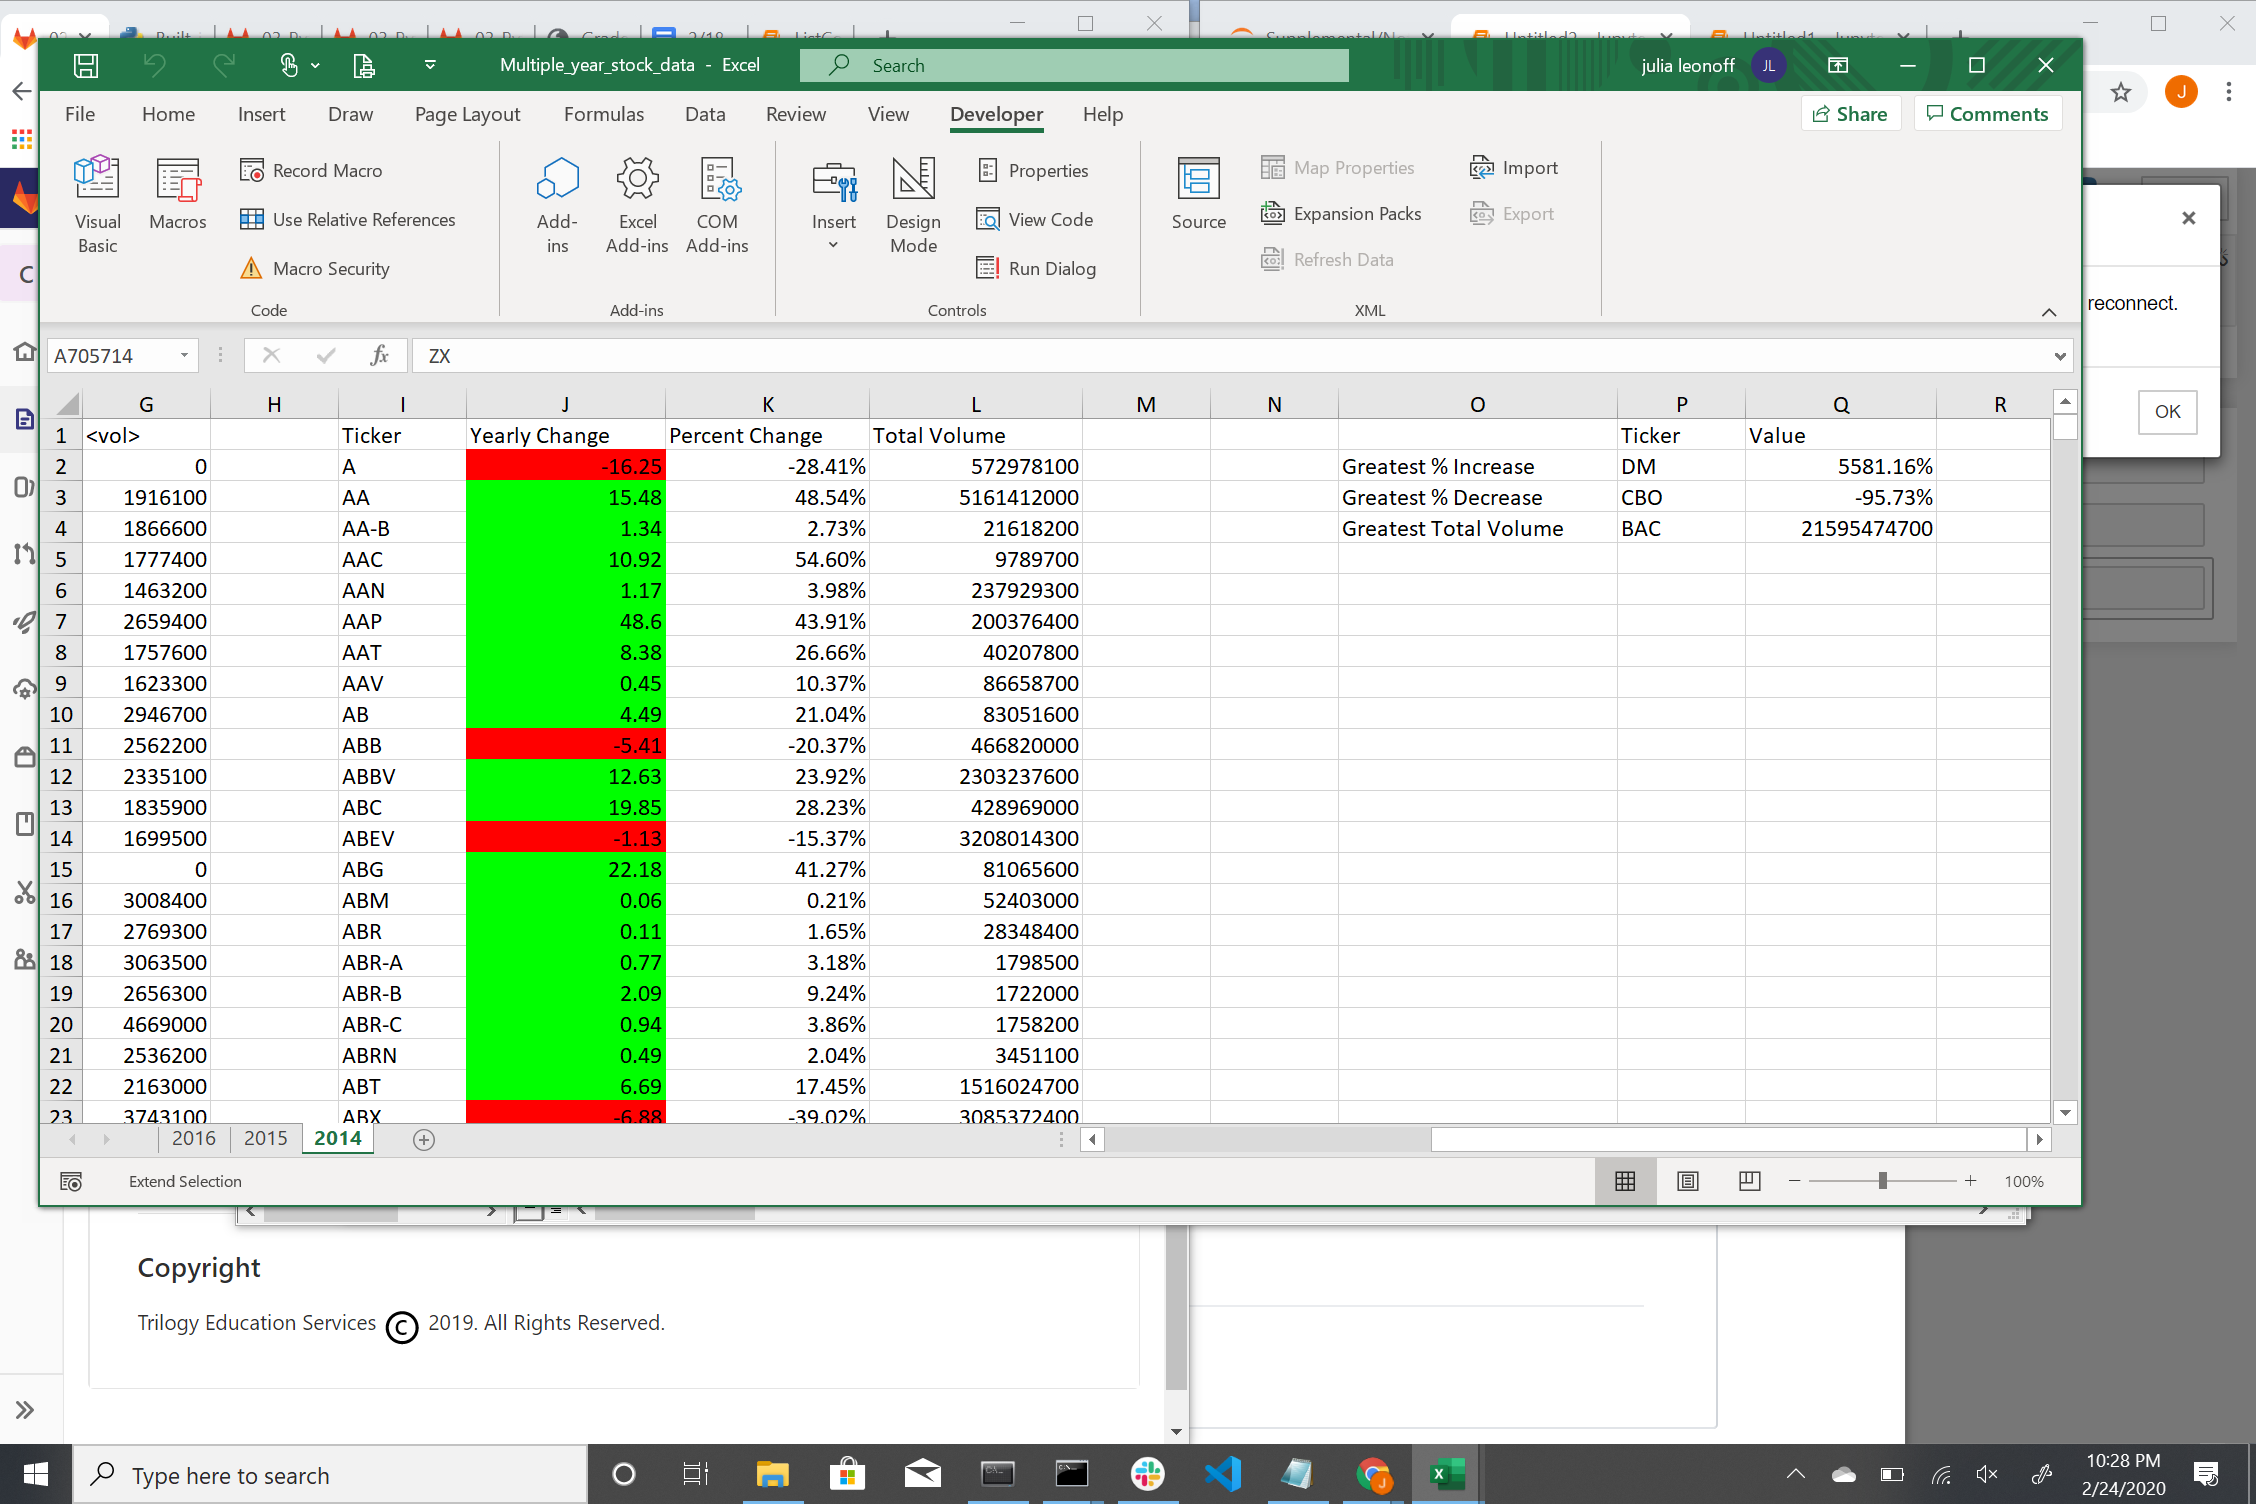 Multiple_year_stock_data - Excel
Search
julia leonoff
JL
J
File Home Insert Draw Page Layout Formulas Data Review View Developer Help
Share
Comments
Visual Basic
Macros
Record Macro
Use Relative References
Macro Security
Code
Add-ins
Excel Add-ins
COM Add-ins
Add-ins
Insert
Design Mode
Properties
View Code
Run Dialog
Controls
Source
Map Properties
Expansion Packs
Refresh Data
Import
Export
XML
reconnect.
OK
C
A705714
fx
ZX
G H I J K L M N O P Q R
1 <vol> Ticker Yearly Change Percent Change Total Volume Ticker Value
2 0 A -16.25 -28.41% 572978100 Greatest % Increase DM 5581.16%
3 1916100 AA 15.48 48.54% 5161412000 Greatest % Decrease CBO -95.73%
4 1866600 AA-B 1.34 2.73% 21618200 Greatest Total Volume BAC 21595474700
5 1777400 AAC 10.92 54.60% 9789700
6 1463200 AAN 1.17 3.98% 237929300
7 2659400 AAP 48.6 43.91% 200376400
8 1757600 AAT 8.38 26.66% 40207800
9 1623300 AAV 0.45 10.37% 86658700
10 2946700 AB 4.49 21.04% 83051600
11 2562200 ABB -5.41 -20.37% 466820000
12 2335100 ABBV 12.63 23.92% 2303237600
13 1835900 ABC 19.85 28.23% 428969000
14 1699500 ABEV -1.13 -15.37% 3208014300
15 0 ABG 22.18 41.27% 81065600
16 3008400 ABM 0.06 0.21% 52403000
17 2769300 ABR 0.11 1.65% 28348400
18 3063500 ABR-A 0.77 3.18% 1798500
19 2656300 ABR-B 2.09 9.24% 1722000
20 4669000 ABR-C 0.94 3.86% 1758200
21 2536200 ABRN 0.49 2.04% 3451100
22 2163000 ABT 6.69 17.45% 1516024700
23 3743100 ABX -6.88 -39.02% 3085372400
2016 2015 2014
Extend Selection
100%
Copyright
Trilogy Education Services © 2019. All Rights Reserved.
Type here to search
10:28 PM
2/24/2020